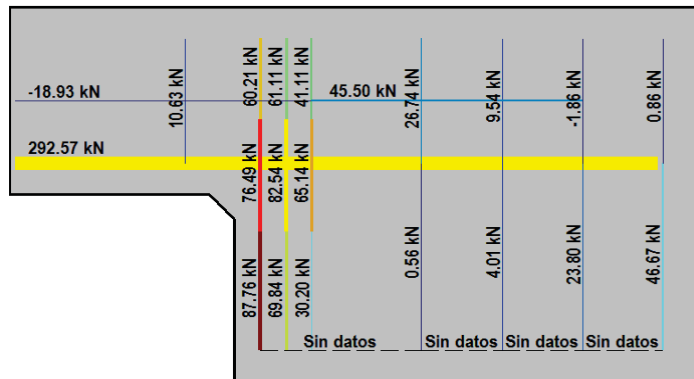 60.21 kN
61.11 kN
41.11 kN
-18.93 kN
10.63 kN
45.50 kN
26.74 kN
9.54 kN
-1.86 kN
0.86 kN
292.57 kN
76.49 kN
82.54 kN
65.14 kN
87.76 kN
69.84 kN
30.20 kN
0.56 kN
4.01 kN
23.80 kN
46.67 kN
Sin datos
Sin datos
Sin datos
Sin datos